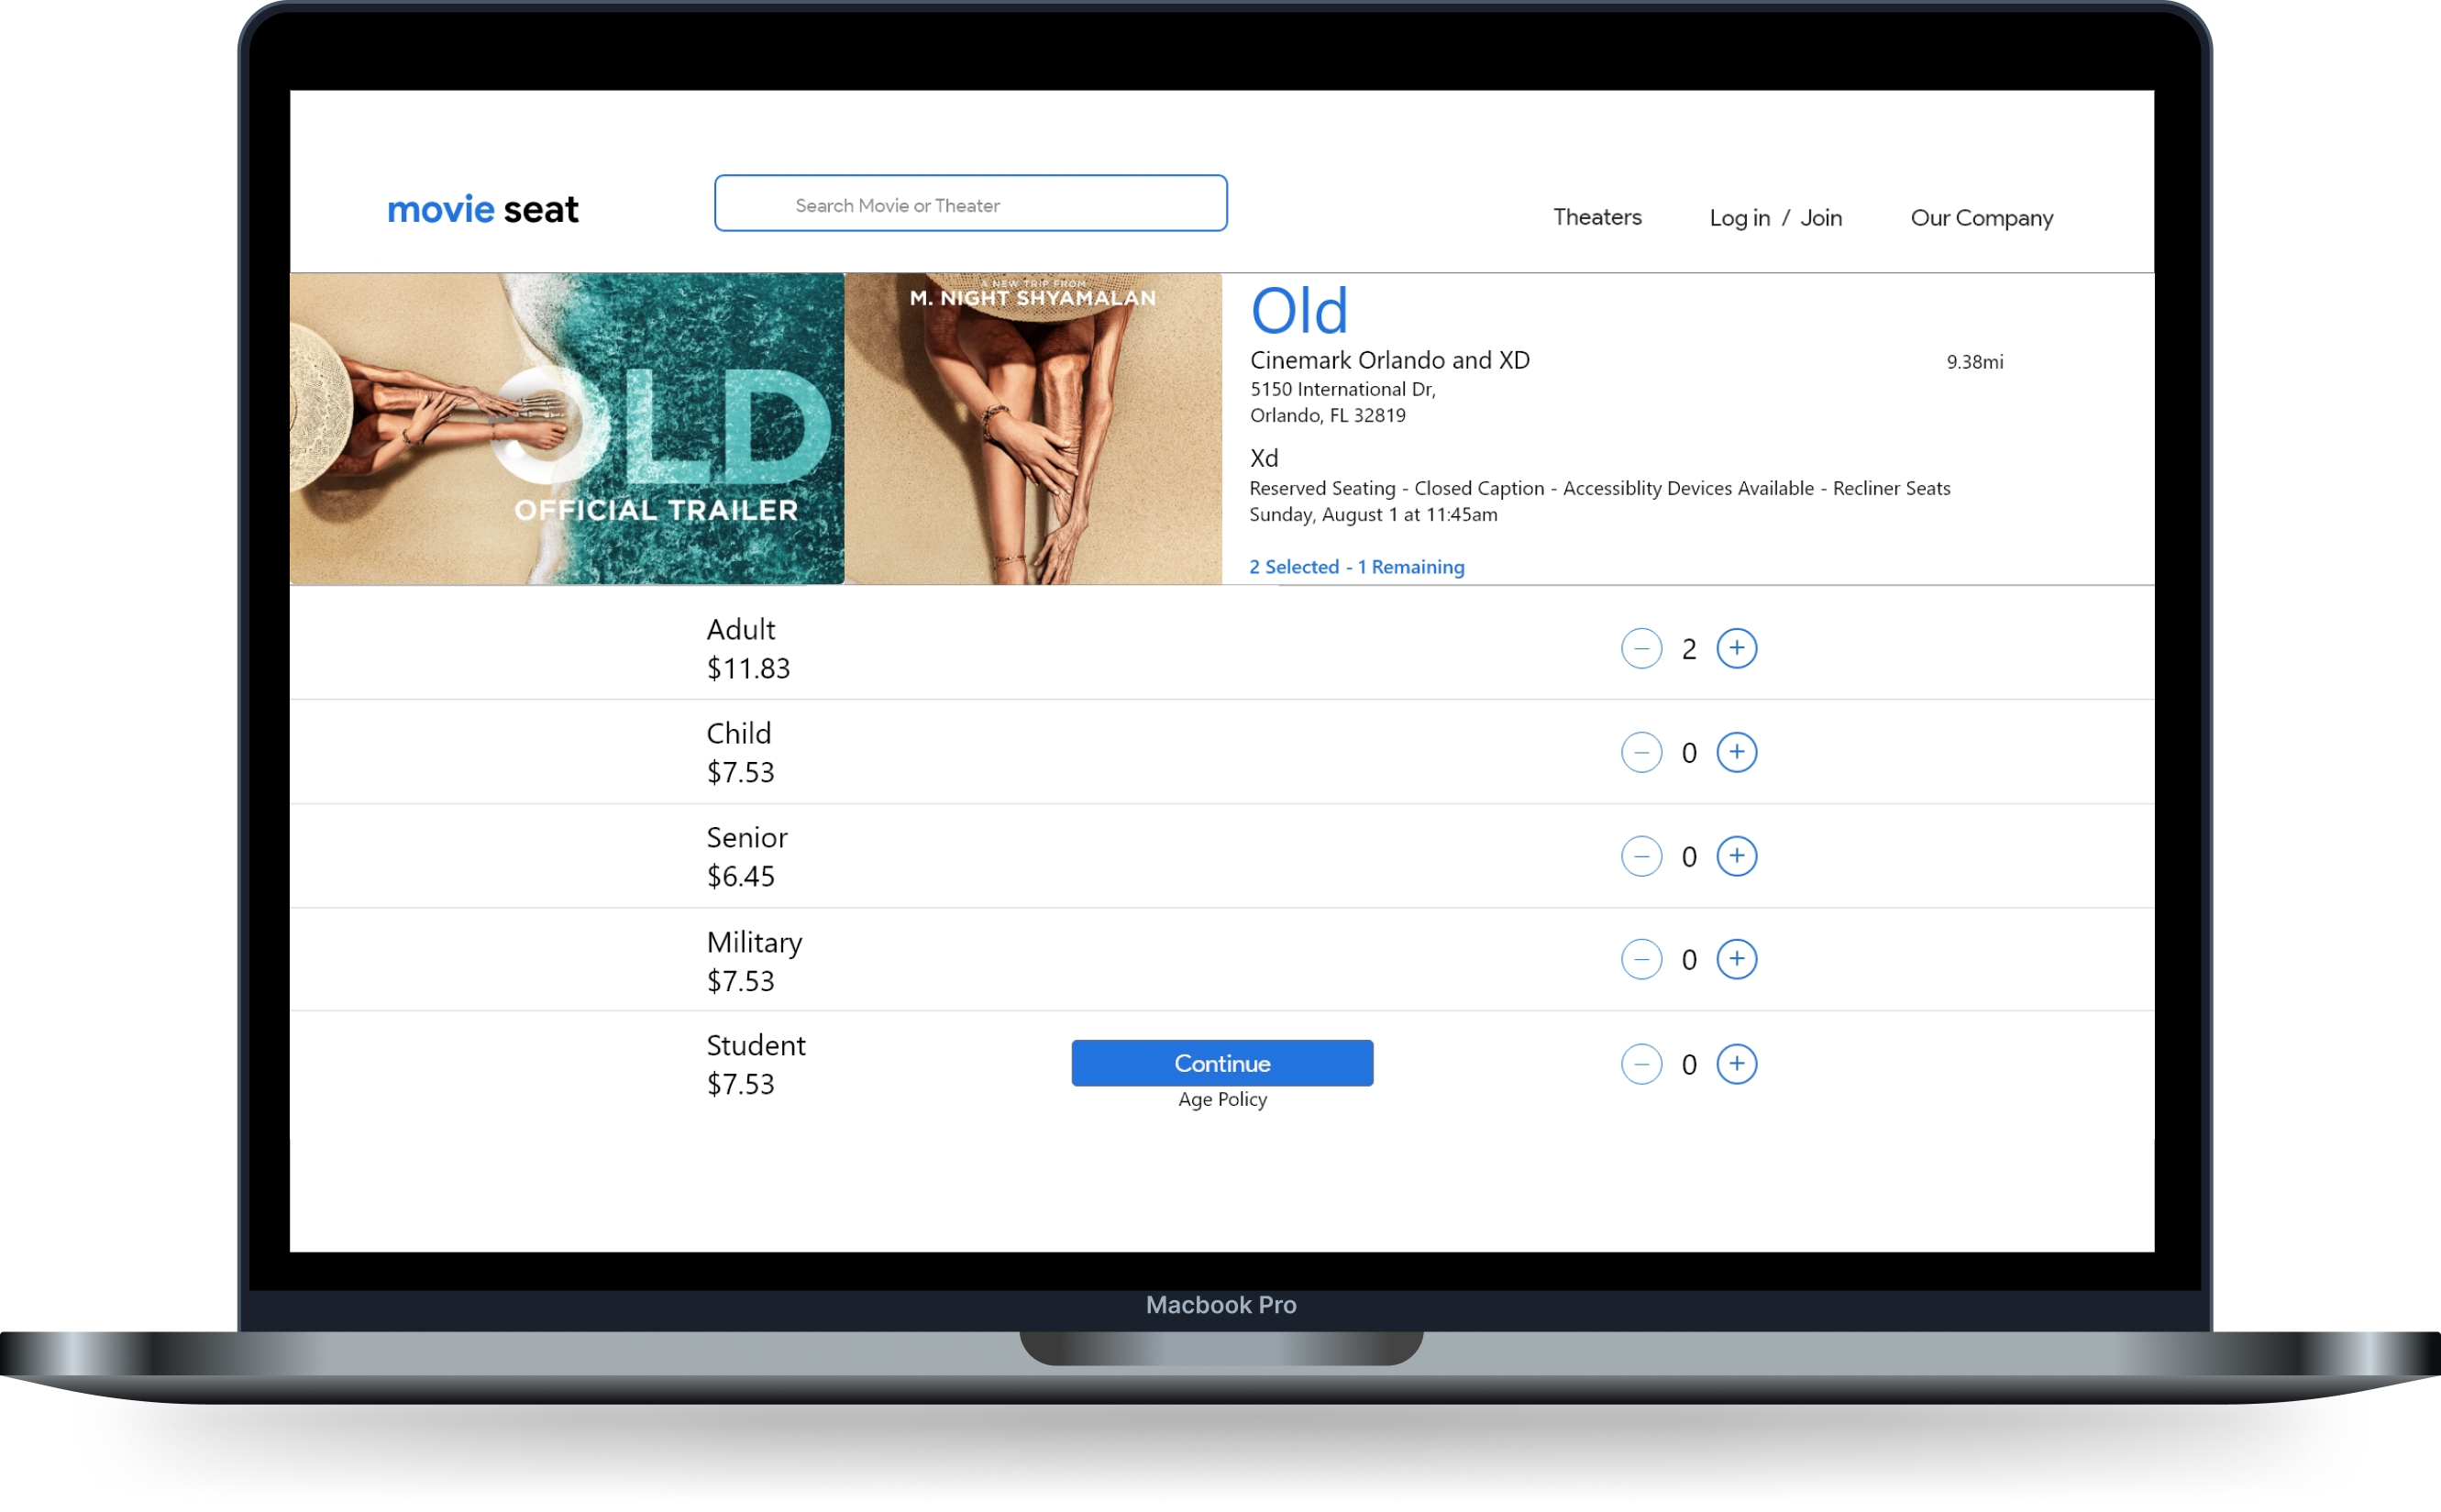 movie seat
Search Movie or Theater
Theaters
Log in / Join
Our Company
OLD
OFFICIAL TRAILER
A NEW TRIP FROM
M. NIGHT SHYAMALAN
Old
Cinemark Orlando and XD
9.38mi
5150 International Dr,
Orlando, FL 32819
Xd
Reserved Seating - Closed Caption - Accessiblity Devices Available - Recliner Seats
Sunday, August 1 at 11:45am
2 Selected - 1 Remaining
Adult
$11.83
2
Child
$7.53
0
Senior
$6.45
0
Military
$7.53
0
Student
$7.53
Continue
Age Policy
0
Macbook Pro